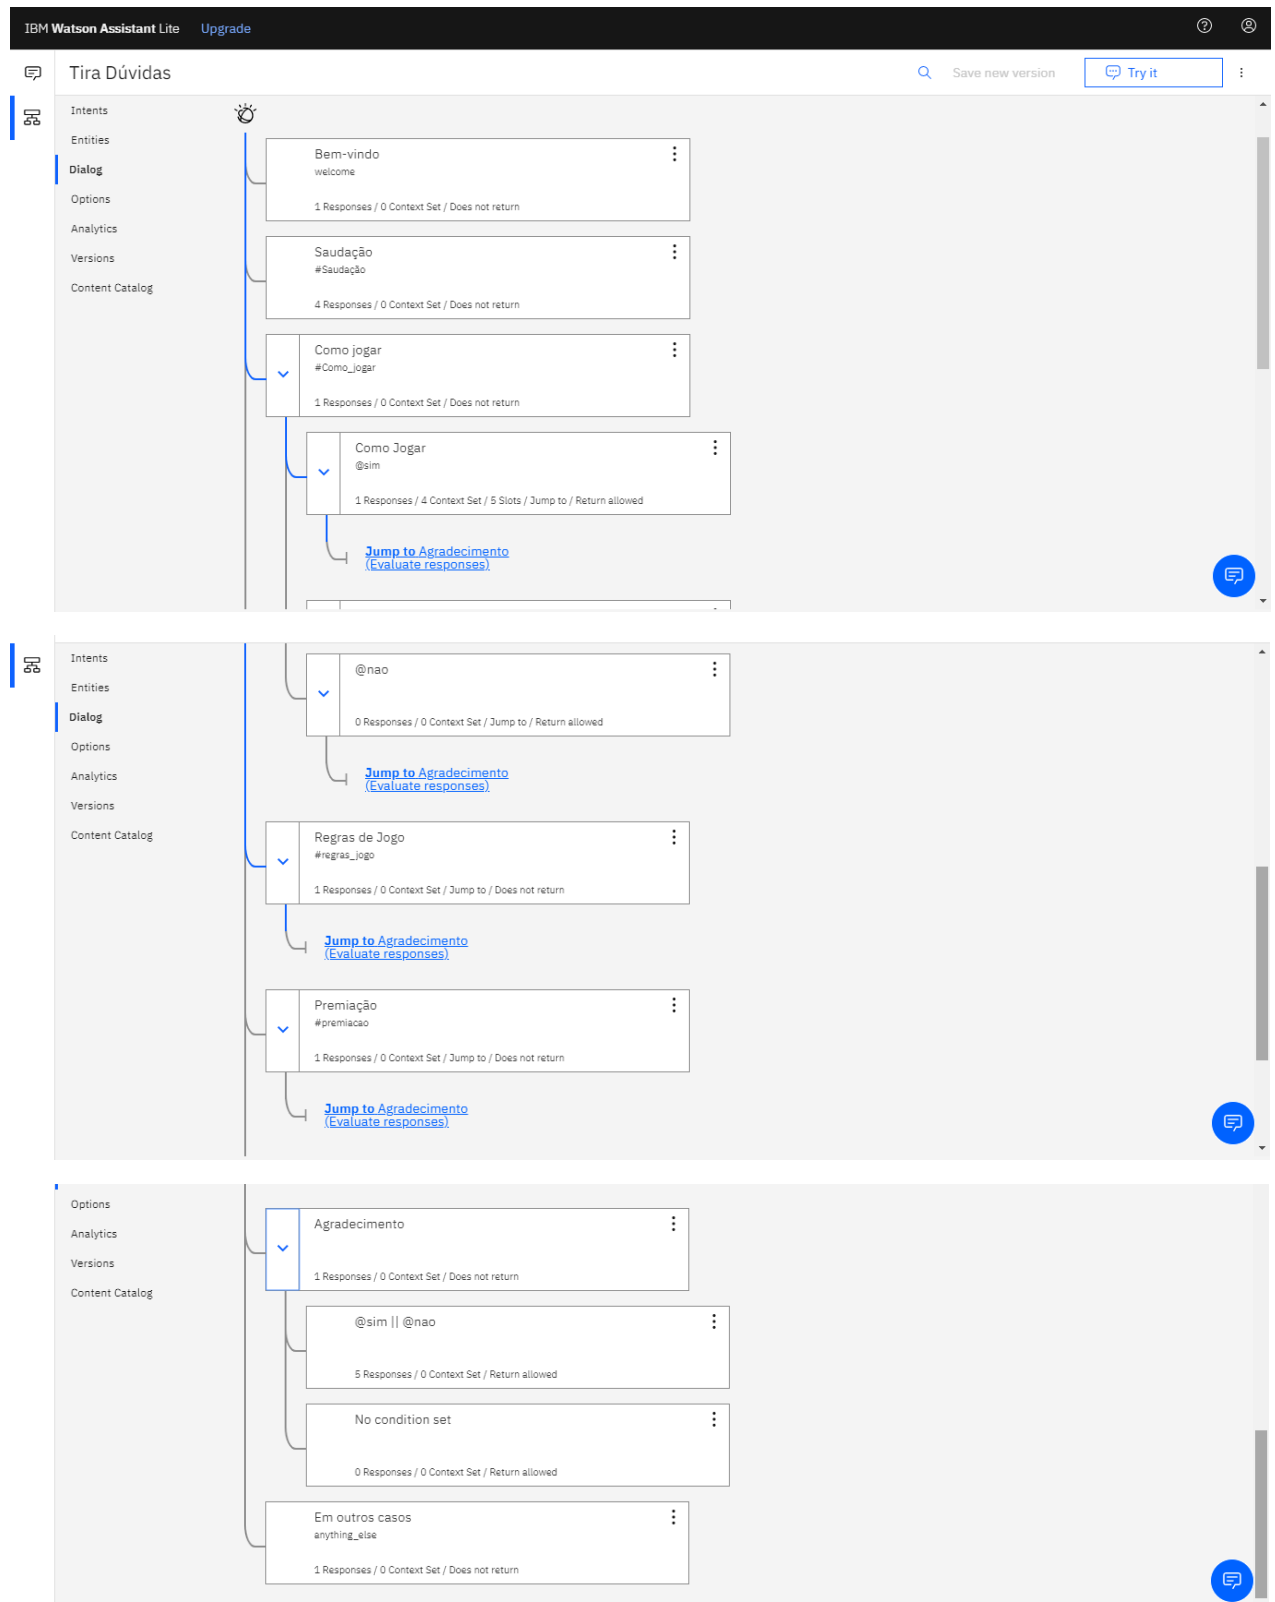 IBM Watson Assistant Lite Upgrade
Tira Dúvidas
Save new version
Try it
Intents
Entities
Dialog
Options
Analytics
Versions
Content Catalog
Bem-vindo
welcome
1 Responses / 0 Context Set / Does not return
Saudação
#Saudação
4 Responses / 0 Context Set / Does not return
Como jogar
#Como_jogar
1 Responses / 0 Context Set / Does not return
Como Jogar
@sim
1 Responses / 4 Context Set / 5 Slots / Jump to / Return allowed
Jump to Agradecimento
(Evaluate responses)
Intents
Entities
Dialog
Options
Analytics
Versions
Content Catalog
@nao
0 Responses / 0 Context Set / Jump to / Return allowed
Jump to Agradecimento
(Evaluate responses)
Regras de Jogo
#regras_jogo
1 Responses / 0 Context Set / Jump to / Does not return
Jump to Agradecimento
(Evaluate responses)
Premiação
#premiacao
1 Responses / 0 Context Set / Jump to / Does not return
Jump to Agradecimento
(Evaluate responses)
Options
Analytics
Versions
Content Catalog
Agradecimento
1 Responses / 0 Context Set / Does not return
@sim || @nao
5 Responses / 0 Context Set / Return allowed
No condition set
0 Responses / 0 Context Set / Return allowed
Em outros casos
anything_else
1 Responses / 0 Context Set / Does not return